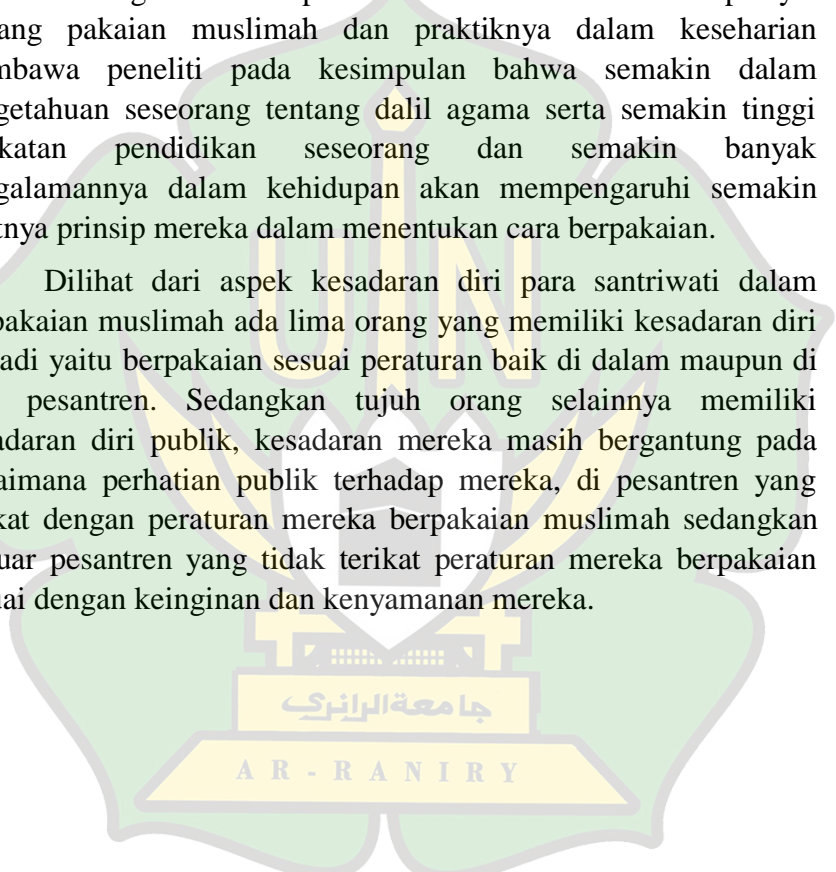 ang pakaian muslimah dan praktiknya dalam keseharian
mbawa peneliti pada kesimpulan bahwa semakin dalam
getahuan seseorang tentang dalil agama serta semakin tinggi
katan pendidikan seseorang dan semakin banyak
galamannya dalam kehidupan akan mempengaruhi semakin
tnya prinsip mereka dalam menentukan cara berpakaian.
Dilihat dari aspek kesadaran diri para santriwati dalam
pakaian muslimah ada lima orang yang memiliki kesadaran diri
adi yaitu berpakaian sesuai peraturan baik di dalam maupun di
pesantren. Sedangkan tujuh orang selainnya memiliki
adaran diri publik, kesadaran mereka masih bergantung pada
aimana perhatian publik terhadap mereka, di pesantren yang
kat dengan peraturan mereka berpakaian muslimah sedangkan
uar pesantren yang tidak terikat peraturan mereka berpakaian
uai dengan keinginan dan kenyamanan mereka.
UIN
جامعةالرانري
AR-RANIRY